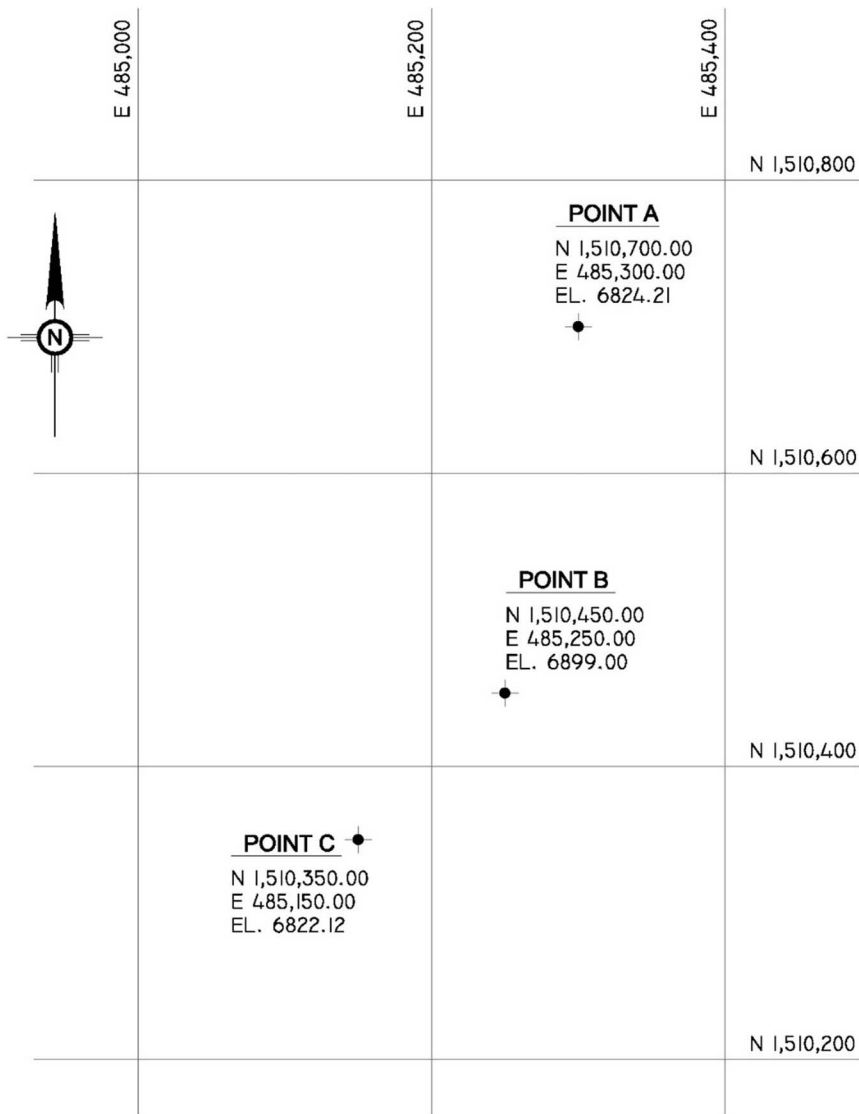 E 485,000
E 485,200
E 485,400
N 1,510,800
POINT A
N 1,510,700.00
E 485,300.00
EL. 6824.21
N
N 1,510,600
POINT B
N 1,510,450.00
E 485,250.00
EL. 6899.00
N 1,510,400
POINT C
N 1,510,350.00
E 485,150.00
EL. 6822.12
N 1,510,200